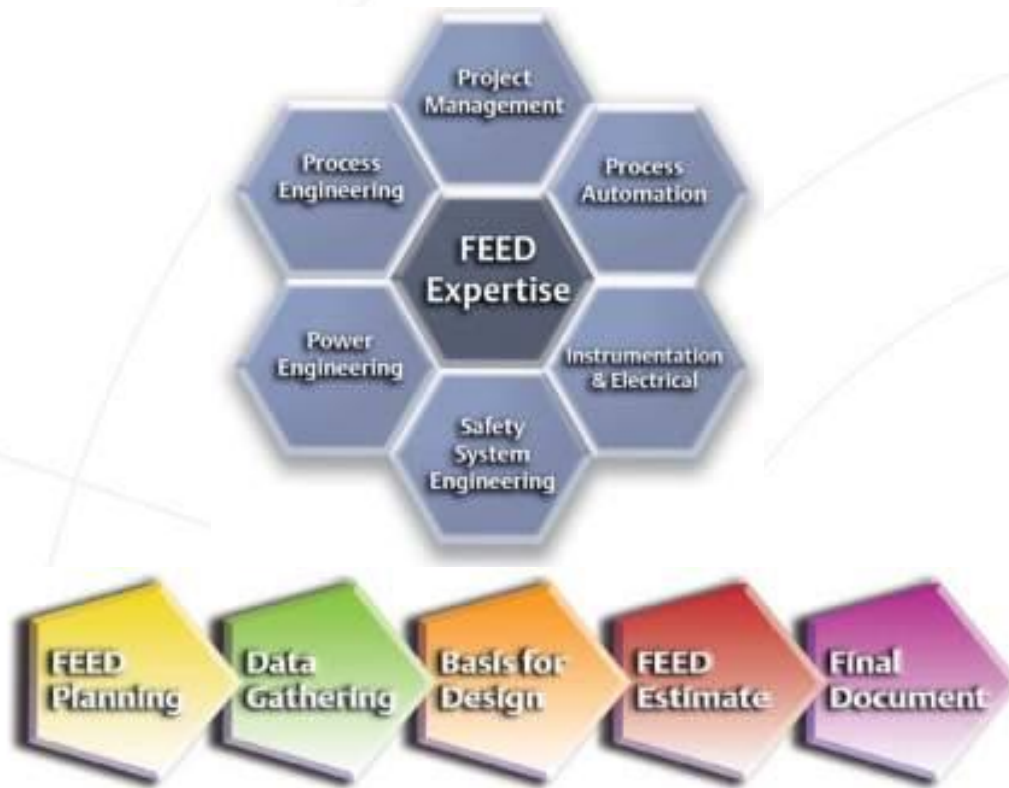 Project
Management
Process
Engineering
Process
Automation
FEED
Expertise
Power
Engineering
Instrumentation
& Electrical
Safety
System
Engineering
FEED
Planning
Data
Gathering
Basis for
Design
FEED
Estimate
Final
Document